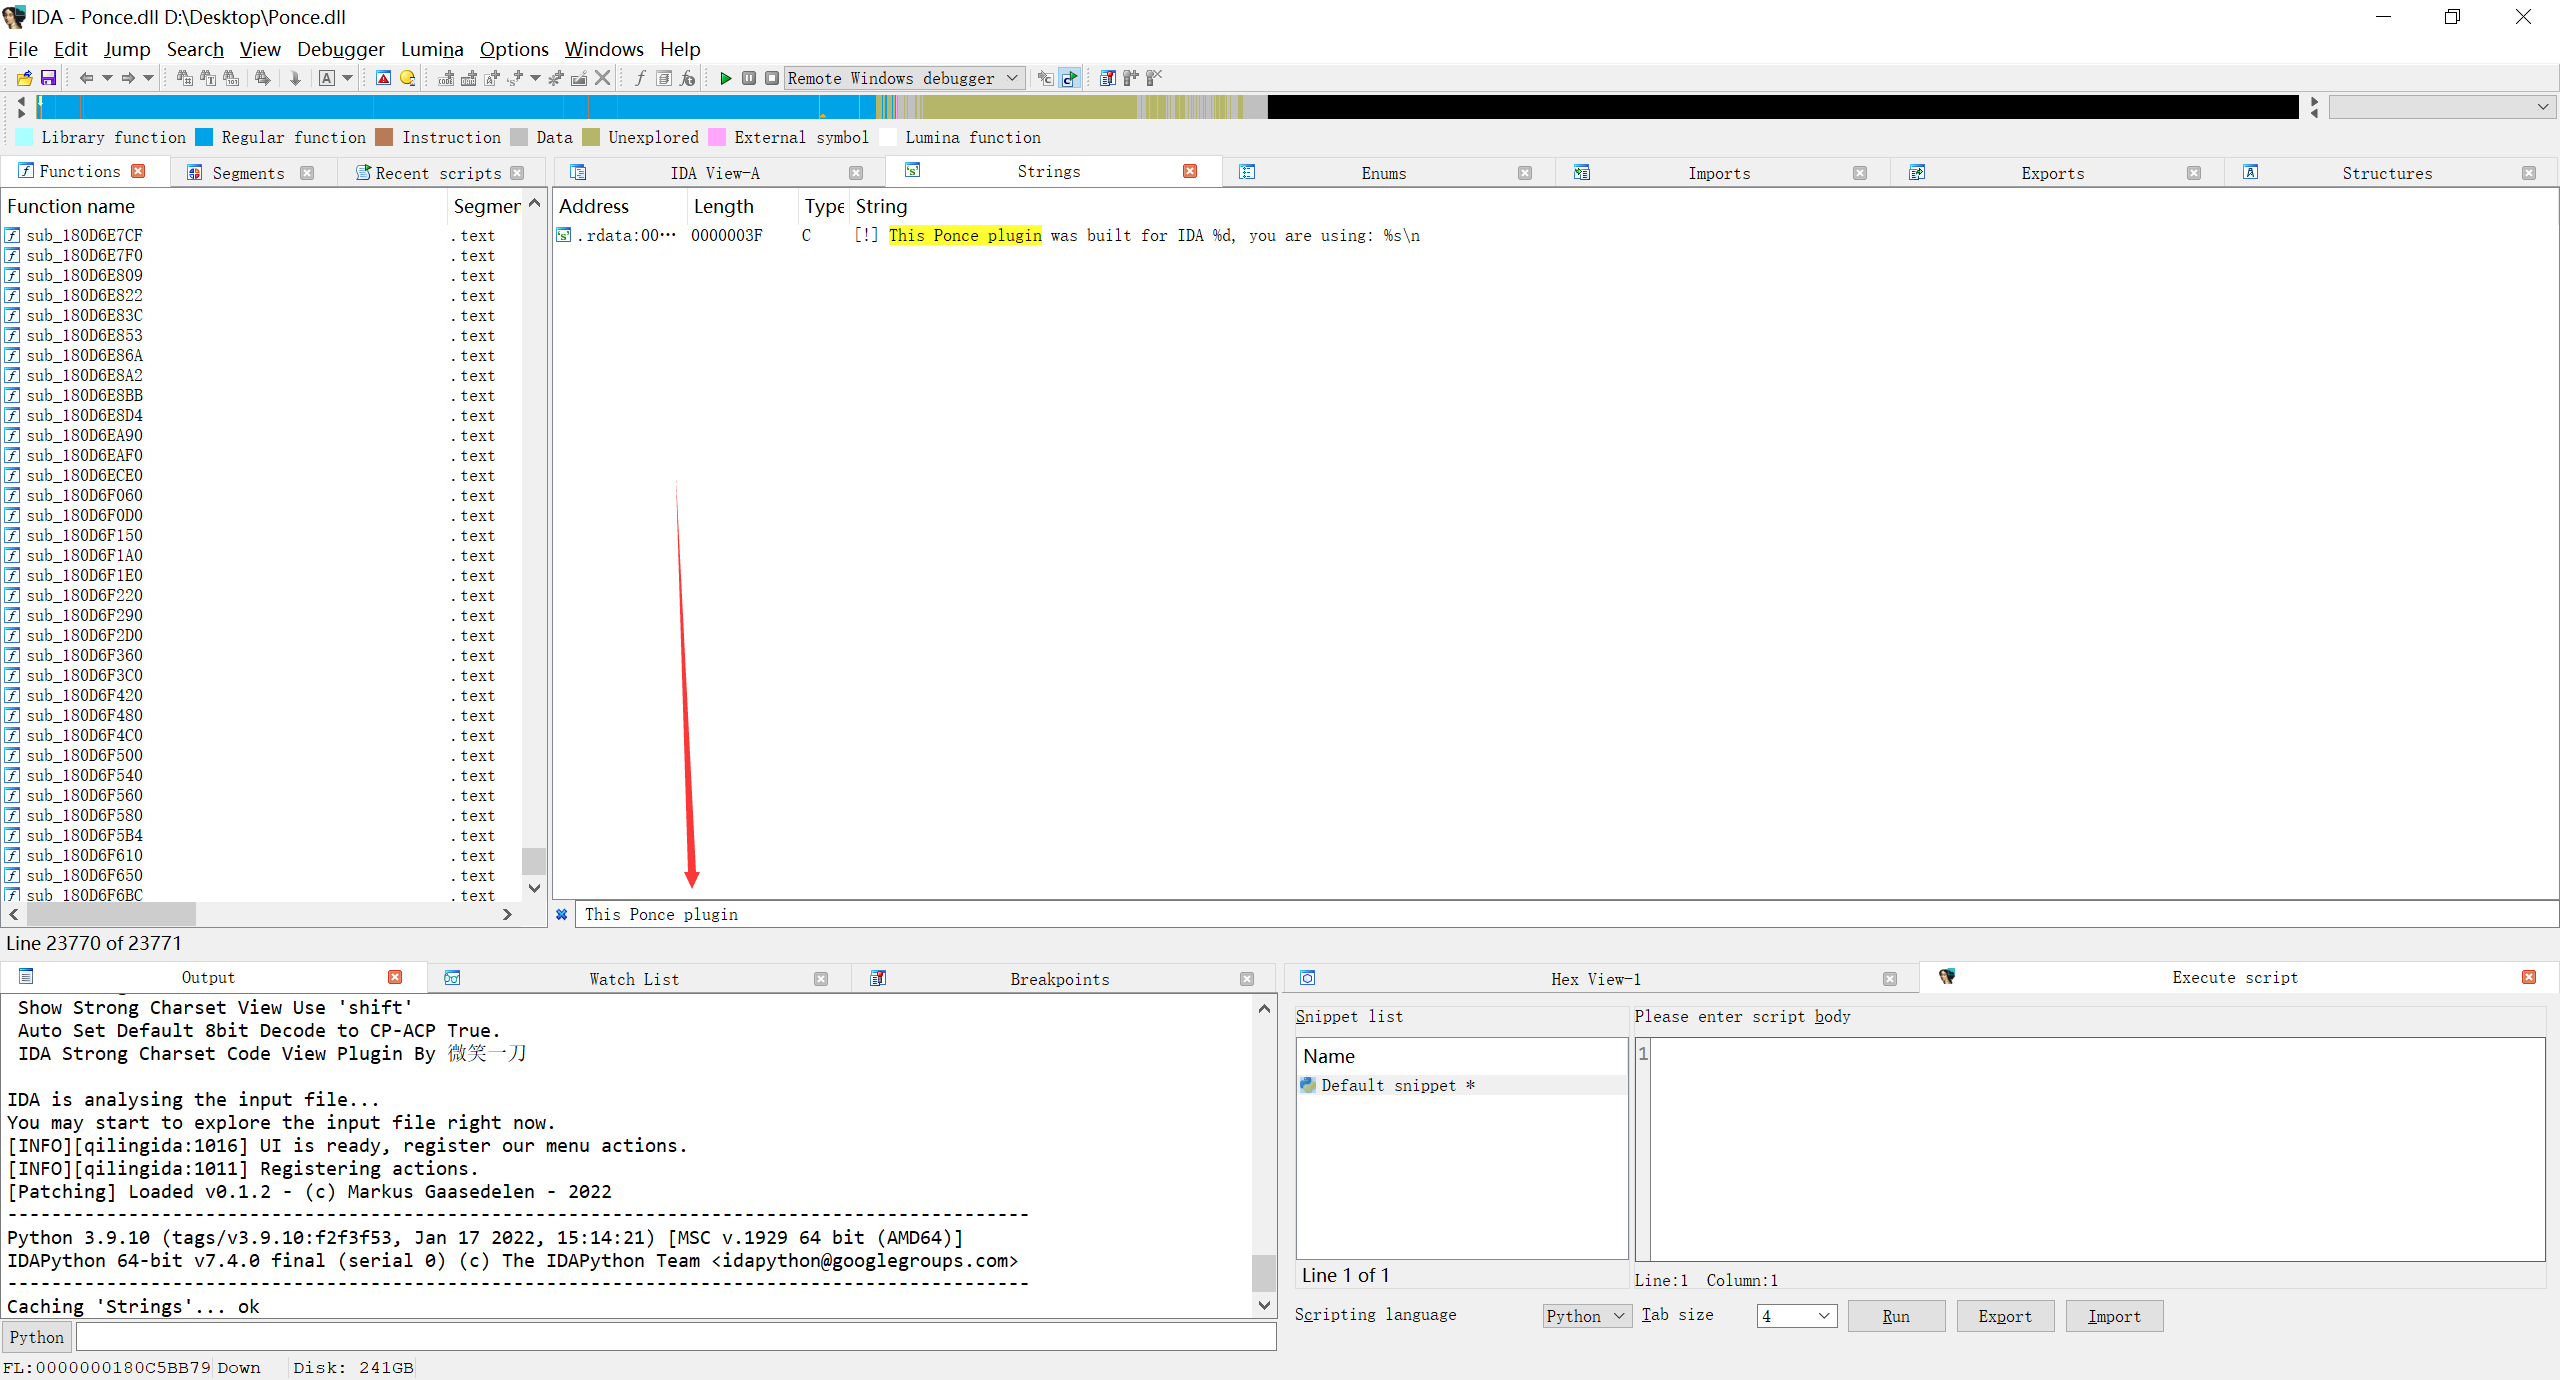 IDA - Ponce.dll D:\Desktop\Ponce.dll
File Edit Jump Search View Debugger Lumina Options Windows Help
Remote Windows debugger
Library function Regular function Instruction Data Unexplored External symbol Lumina function
Functions Segments Recent scripts IDA View-A Strings Enums Imports Exports Structures
Function name Segmen
sub_180D6E7CF .text
sub_180D6E7F0 .text
sub_180D6E809 .text
sub_180D6E822 .text
sub_180D6E83C .text
sub_180D6E853 .text
sub_180D6E86A .text
sub_180D6E8A2 .text
sub_180D6E8BB .text
sub_180D6E8D4 .text
sub_180D6EA90 .text
sub_180D6EAF0 .text
sub_180D6ECE0 .text
sub_180D6F060 .text
sub_180D6F0D0 .text
sub_180D6F150 .text
sub_180D6F1A0 .text
sub_180D6F1E0 .text
sub_180D6F220 .text
sub_180D6F290 .text
sub_180D6F2D0 .text
sub_180D6F360 .text
sub_180D6F3C0 .text
sub_180D6F420 .text
sub_180D6F480 .text
sub_180D6F4C0 .text
sub_180D6F500 .text
sub_180D6F540 .text
sub_180D6F560 .text
sub_180D6F580 .text
sub_180D6F5B4 .text
sub_180D6F610 .text
sub_180D6F650 .text
sub_180D6F6BC .text
Line 23770 of 23771
Address Length Type String
.rdata:00… 0000003F C [!] This Ponce plugin was built for IDA %d, you are using: %s\n
This Ponce plugin
Output Watch List Breakpoints
Show Strong Charset View Use 'shift'
Auto Set Default 8bit Decode to CP-ACP True.
IDA Strong Charset Code View Plugin By 微笑一刀
IDA is analysing the input file...
You may start to explore the input file right now.
[INFO][qilingida:1016] UI is ready, register our menu actions.
[INFO][qilingida:1011] Registering actions.
[Patching] Loaded v0.1.2 - (c) Markus Gaasedelen - 2022
Python 3.9.10 (tags/v3.9.10:f2f3f53, Jan 17 2022, 15:14:21) [MSC v.1929 64 bit (AMD64)]
IDAPython 64-bit v7.4.0 final (serial 0) (c) The IDAPython Team <idapython@googlegroups.com>
Caching 'Strings'... ok
Python
Hex View-1 Execute script
Snippet list Please enter script body
Name
Default snippet *
1
Line 1 of 1
Line:1 Column:1
Scripting language Python Tab size 4 Run Export Import
FL:0000000180C5BB79 Down Disk: 241GB